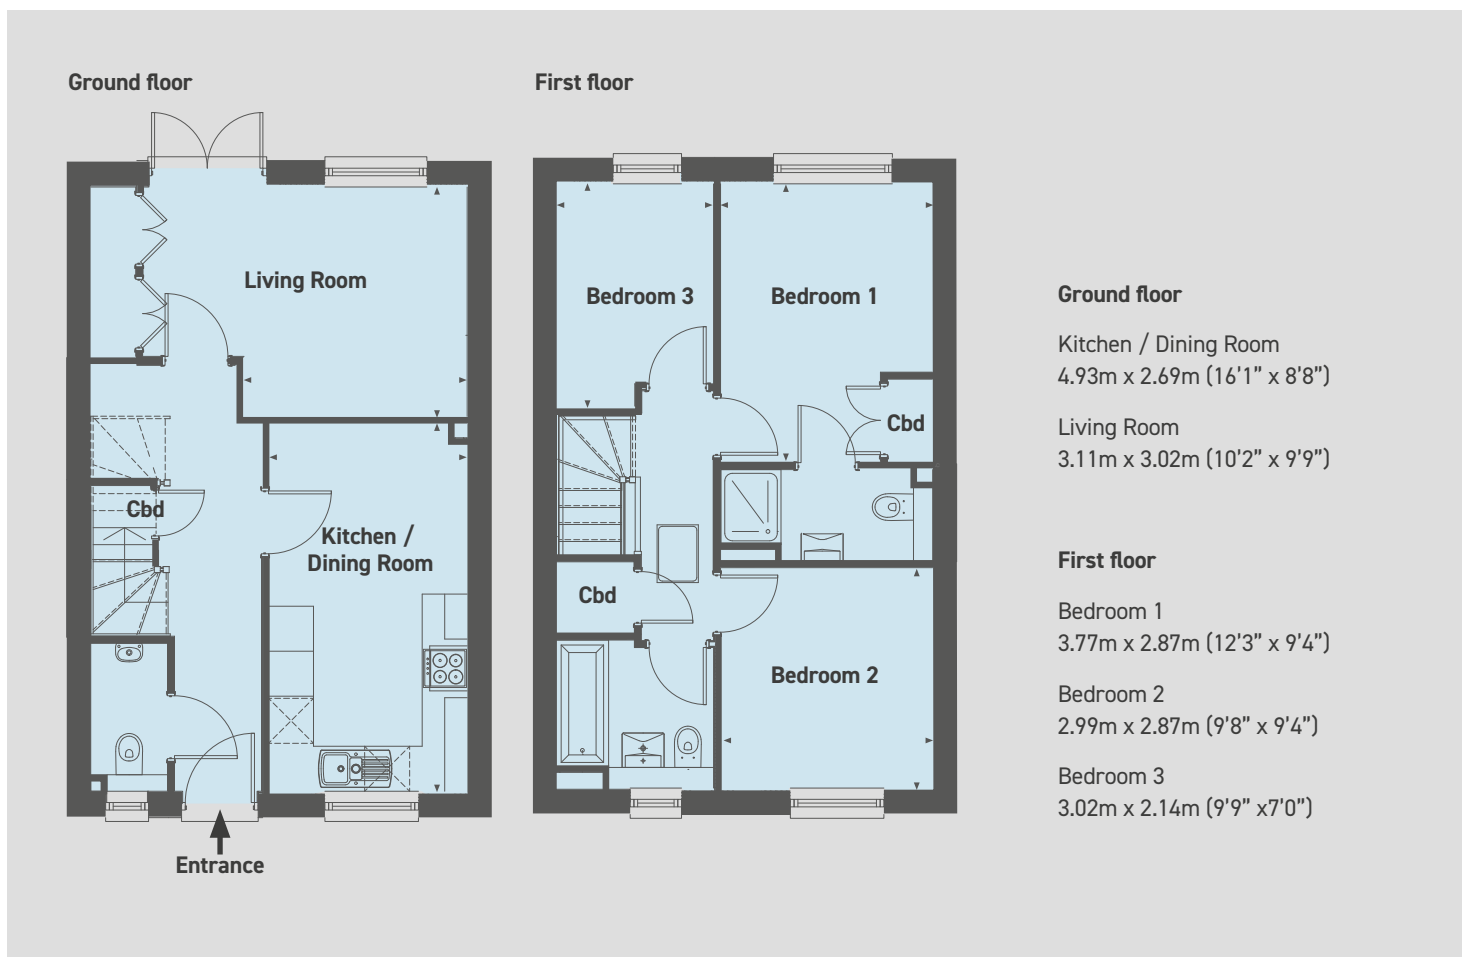 Ground floor
First floor
Living Room
Cbd
Kitchen /
Dining Room
Entrance
Bedroom 3
Bedroom 1
Cbd
Cbd
Bedroom 2
Ground floor
Kitchen / Dining Room
4.93m x 2.69m (16’1” x 8’8”)
Living Room
3.11m x 3.02m (10’2” x 9’9”)
First floor
Bedroom 1
3.77m x 2.87m (12’3” x 9’4”)
Bedroom 2
2.99m x 2.87m (9’8” x 9’4”)
Bedroom 3
3.02m x 2.14m (9’9” x7’0”)